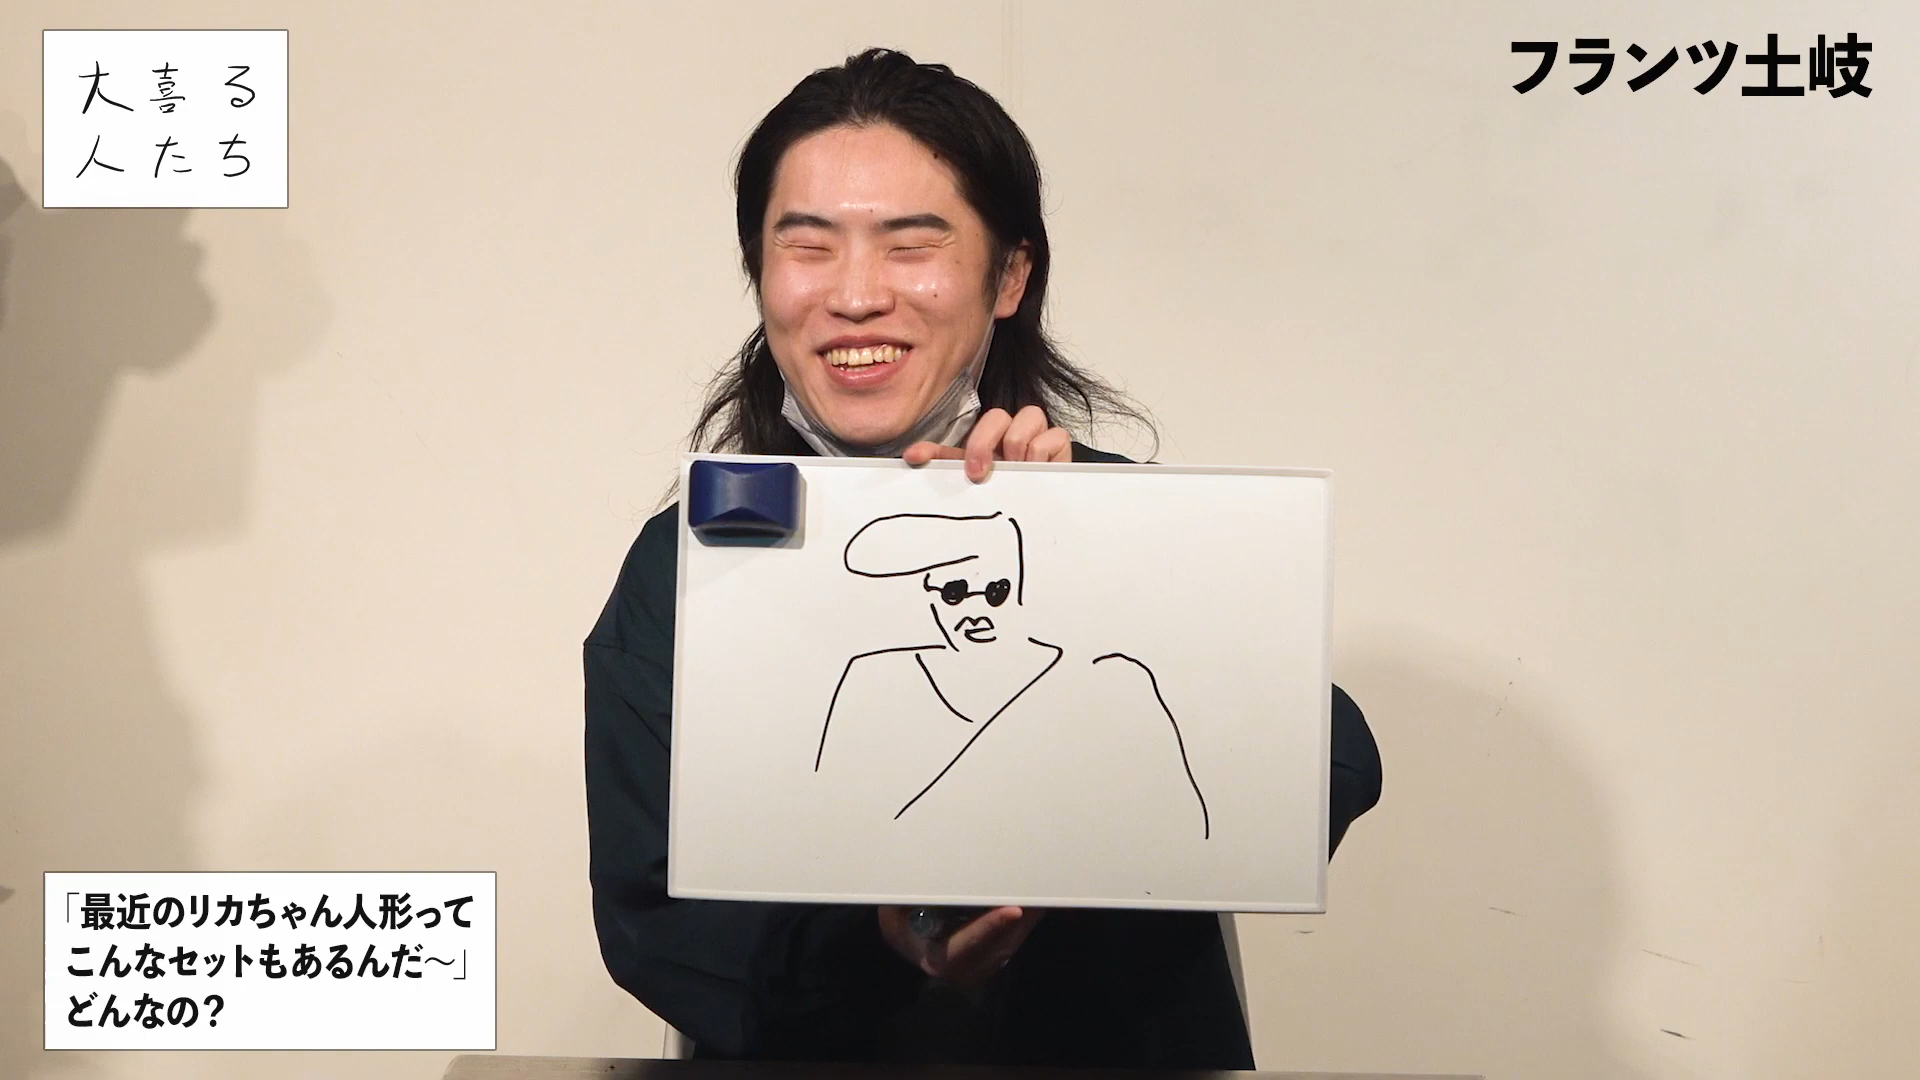 大喜る
人たち
フランツ土岐
「最近のリカちゃん人形って
こんなセットもあるんだ～」
どんなの？